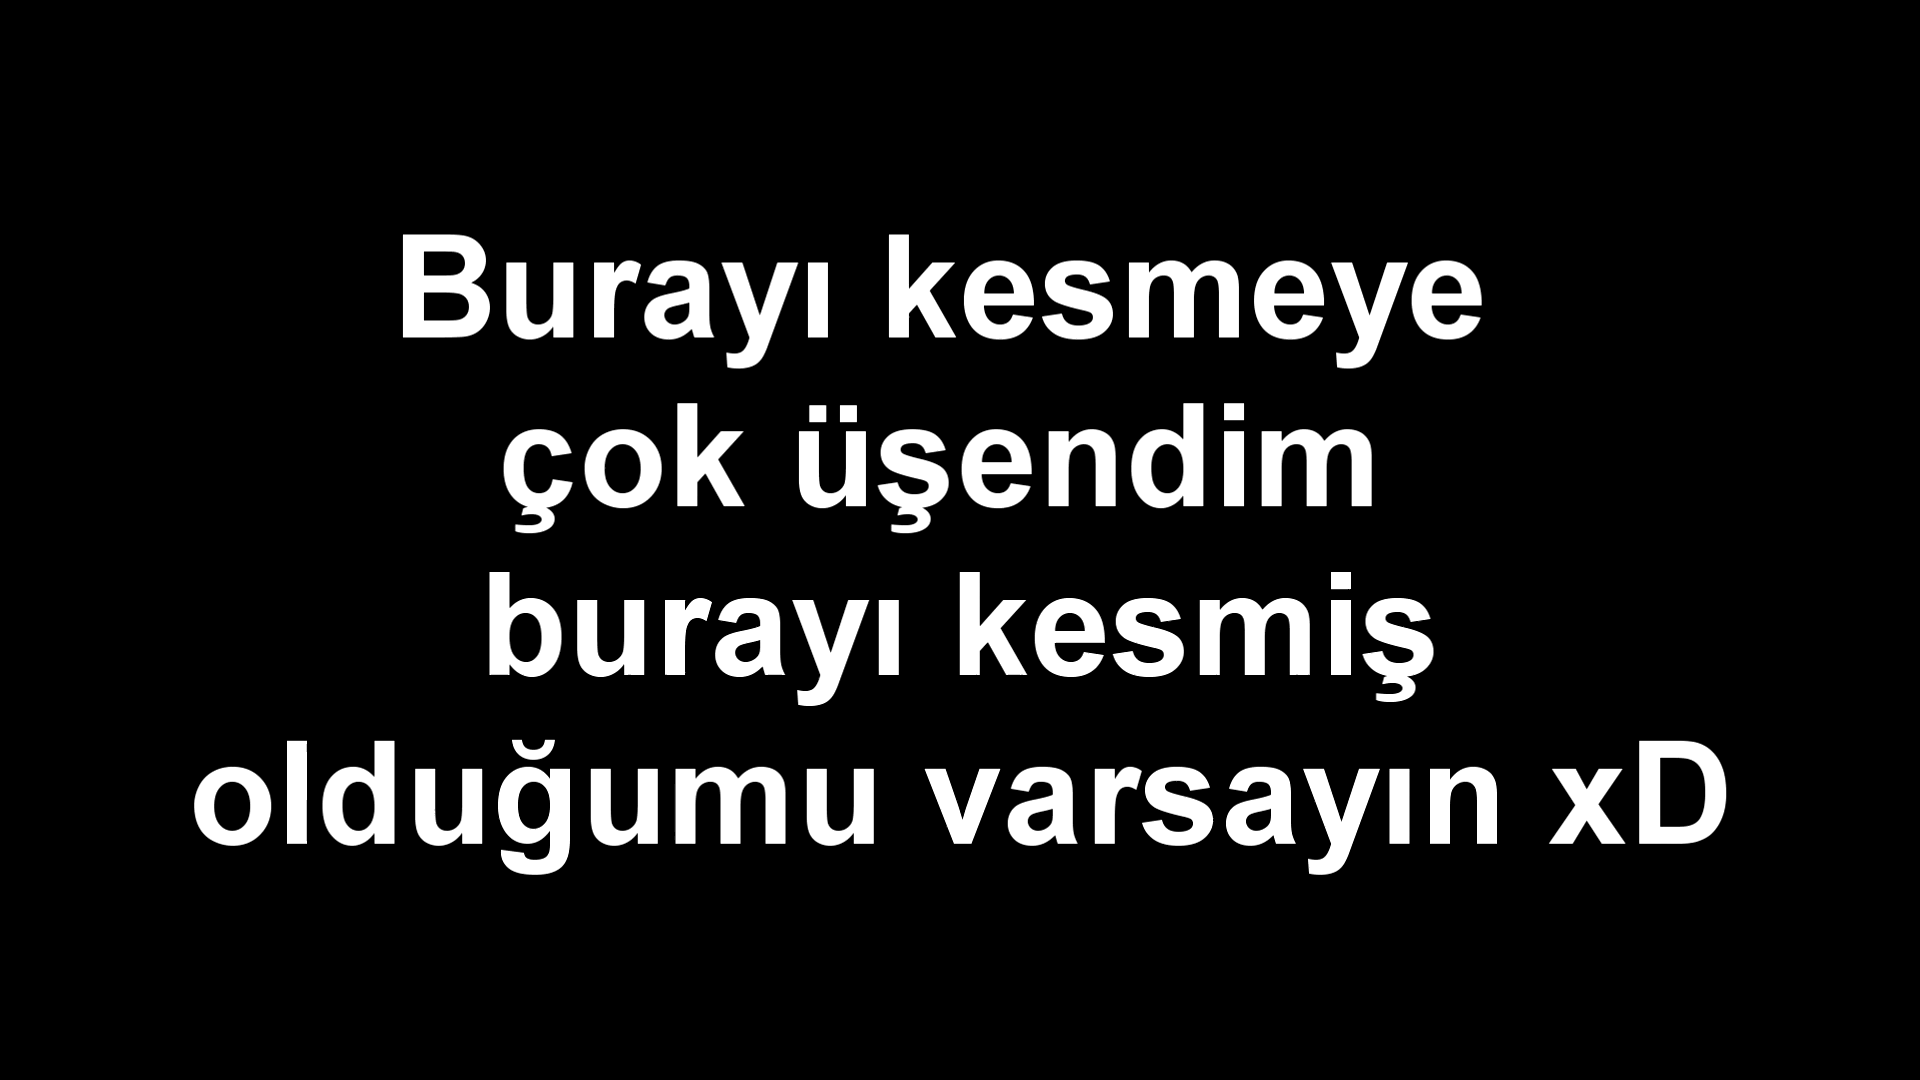 Burayı kesmeye
çok üşendim
burayı kesmiş
olduğumu varsayın xD